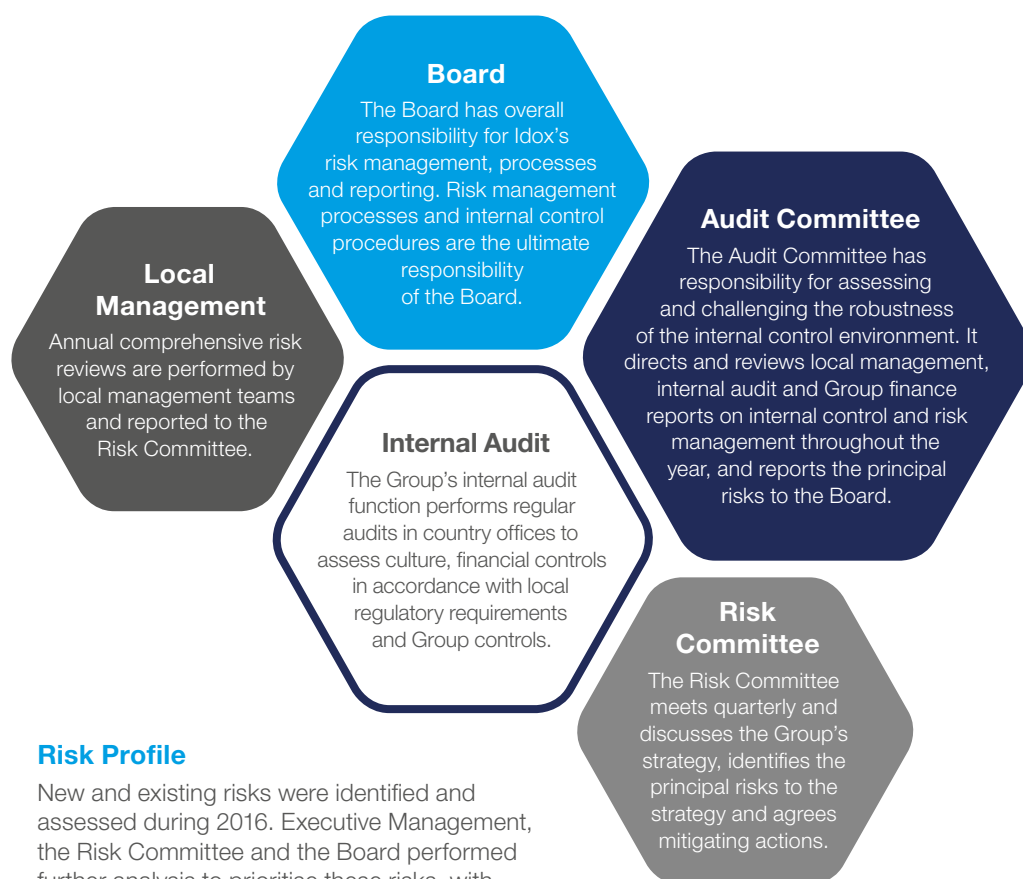 Board
The Board has overall
responsibility for Idox’s
risk management, processes
and reporting. Risk management
processes and internal control
procedures are the ultimate
responsibility
of the Board.
Audit Committee
The Audit Committee has
responsibility for assessing
and challenging the robustness
of the internal control environment. It
directs and reviews local management,
internal audit and Group finance
reports on internal control and risk
management throughout the
year, and reports the principal
risks to the Board.
Local
Management
Annual comprehensive risk
reviews are performed by
local management teams
and reported to the
Risk Committee.
Internal Audit
The Group’s internal audit
function performs regular
audits in country offices to
assess culture, financial controls
in accordance with local
regulatory requirements
and Group controls.
Risk
Committee
The Risk Committee
meets quarterly and
discusses the Group’s
strategy, identifies the
principal risks to the
strategy and agrees
mitigating actions.
Risk Profile
New and existing risks were identified and
assessed during 2016. Executive Management,
the Risk Committee and the Board performed
further analysis to prioritise these risks, with